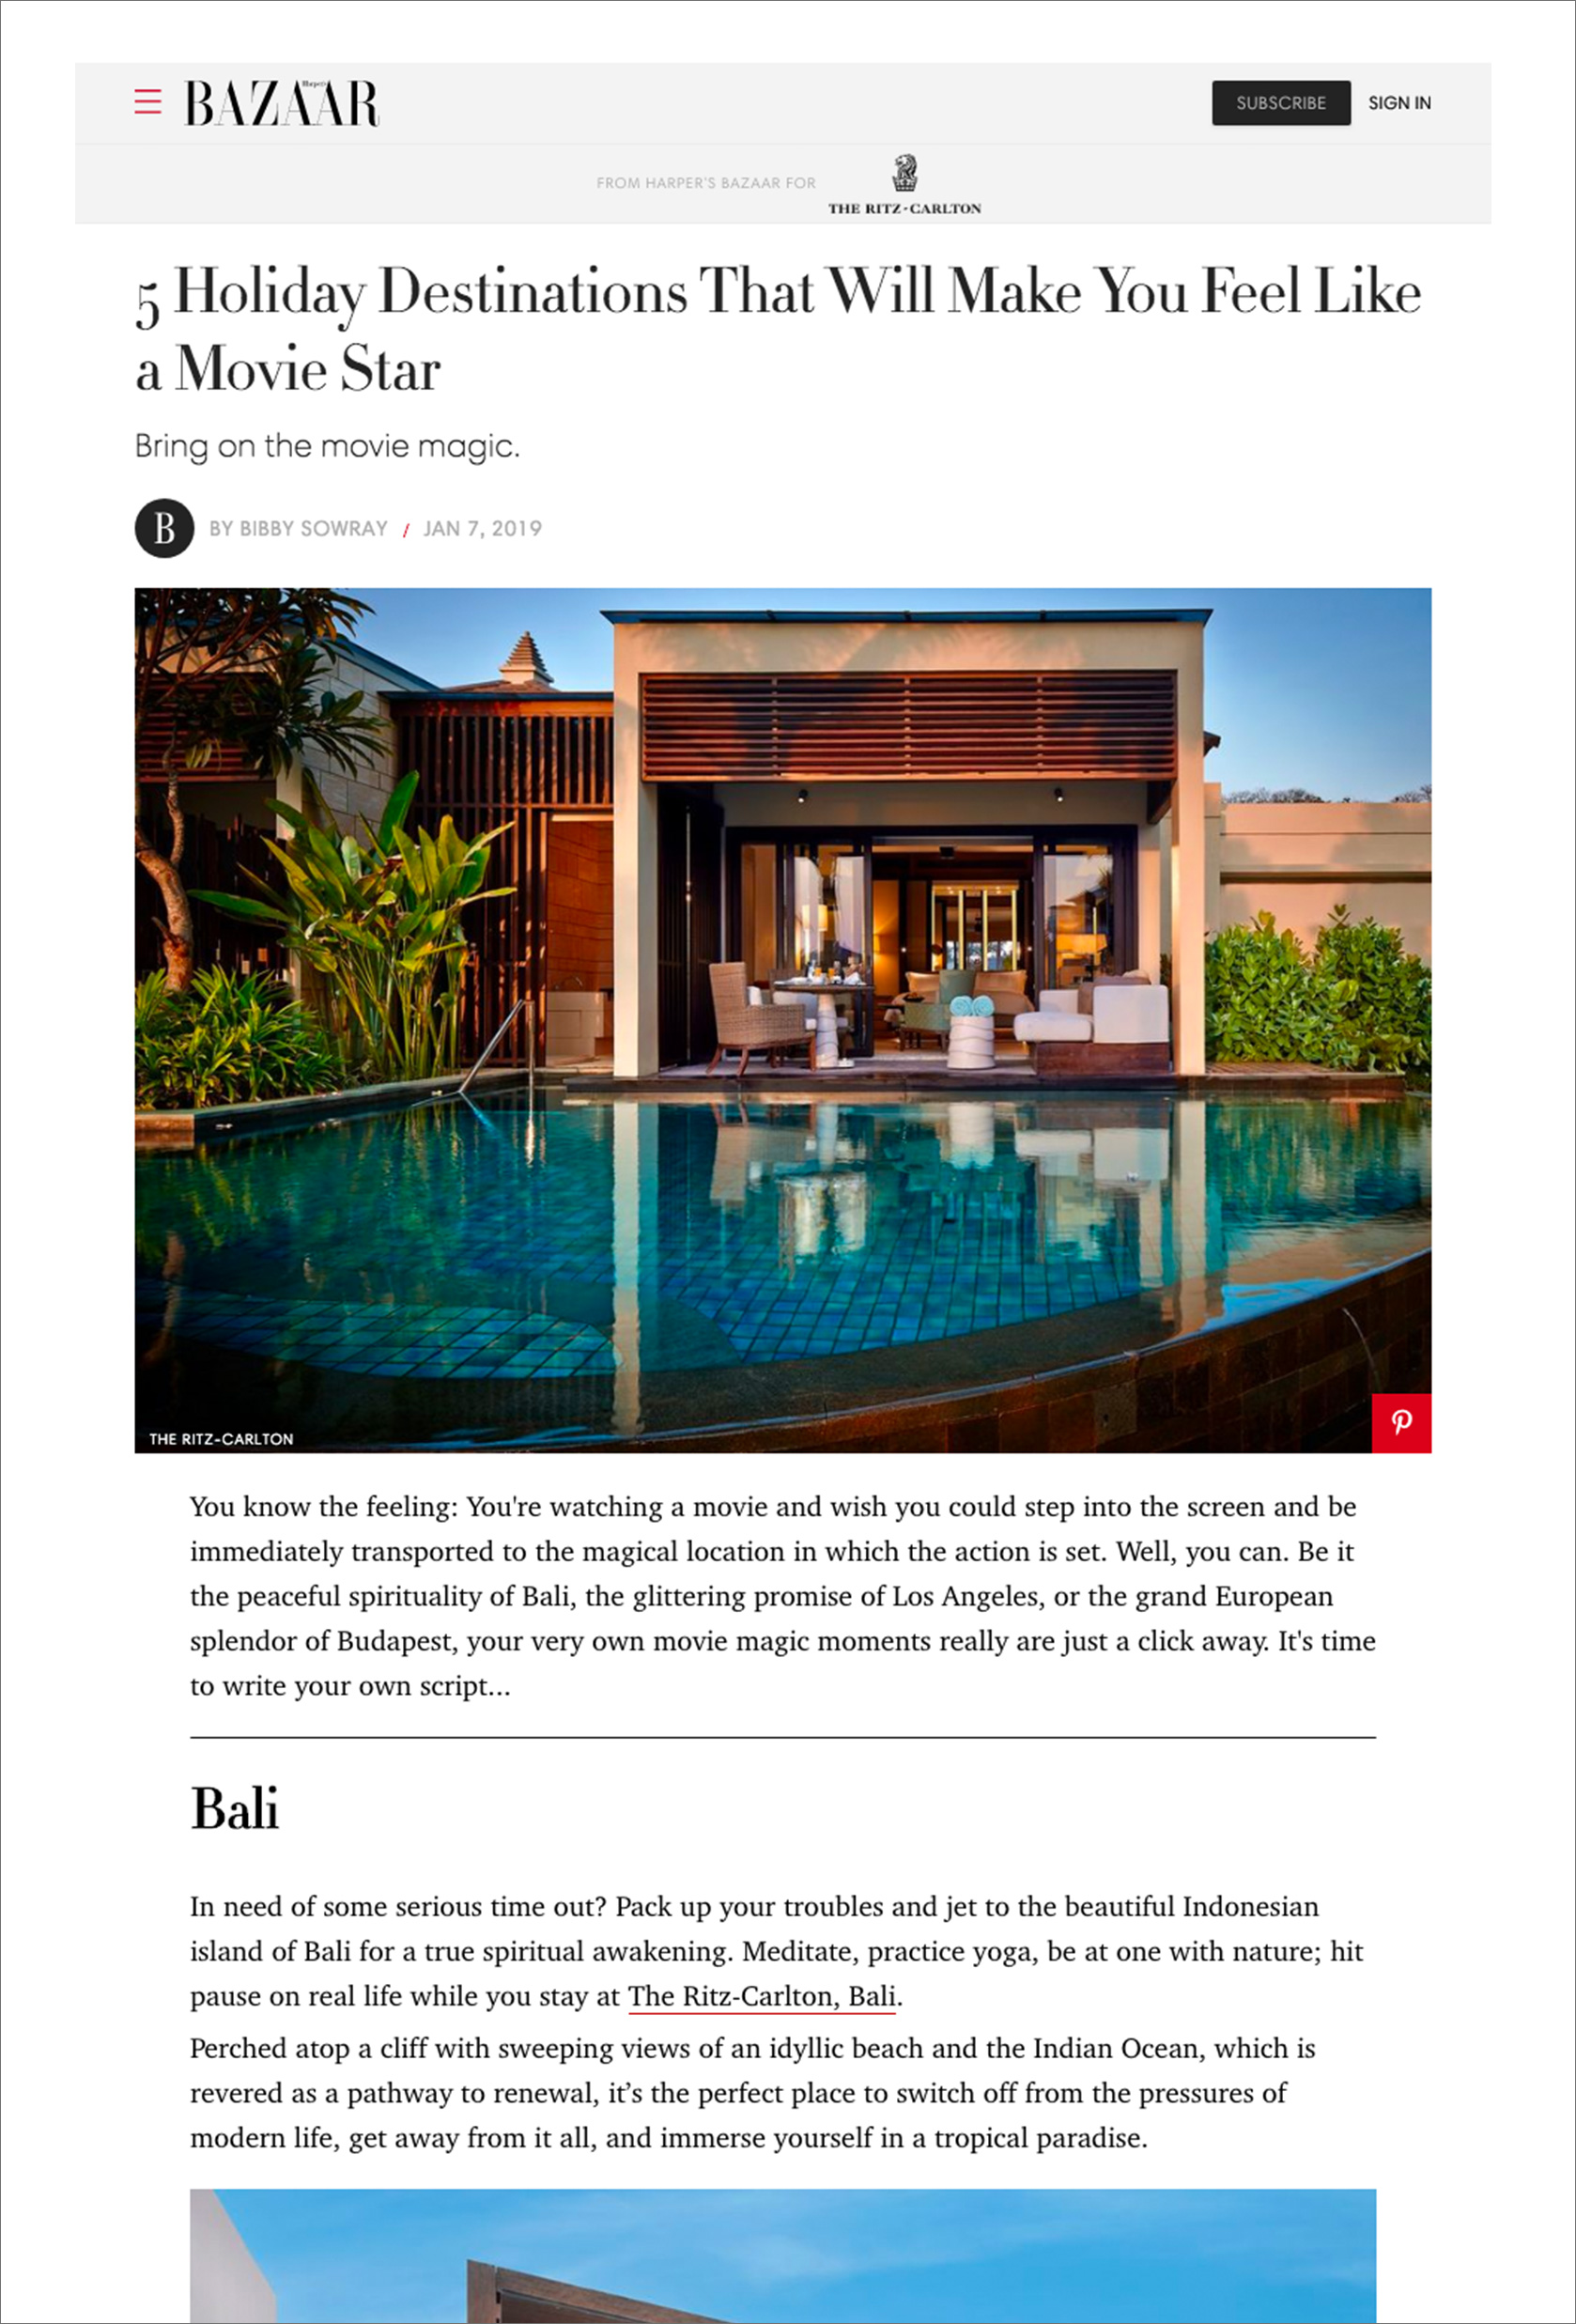 Harper's
BAZAAR
SUBSCRIBE
SIGN IN
FROM HARPER'S BAZAAR FOR
THE RITZ-CARLTON
5 Holiday Destinations That Will Make You Feel Like
a Movie Star
Bring on the movie magic.
B
BY BIBBY SOWRAY / JAN 7, 2019
THE RITZ-CARLTON
You know the feeling: You're watching a movie and wish you could step into the screen and be
immediately transported to the magical location in which the action is set. Well, you can. Be it
the peaceful spirituality of Bali, the glittering promise of Los Angeles, or the grand European
splendor of Budapest, your very own movie magic moments really are just a click away. It's time
to write your own script...
Bali
In need of some serious time out? Pack up your troubles and jet to the beautiful Indonesian
island of Bali for a true spiritual awakening. Meditate, practice yoga, be at one with nature; hit
pause on real life while you stay at The Ritz-Carlton, Bali.
Perched atop a cliff with sweeping views of an idyllic beach and the Indian Ocean, which is
revered as a pathway to renewal, it’s the perfect place to switch off from the pressures of
modern life, get away from it all, and immerse yourself in a tropical paradise.